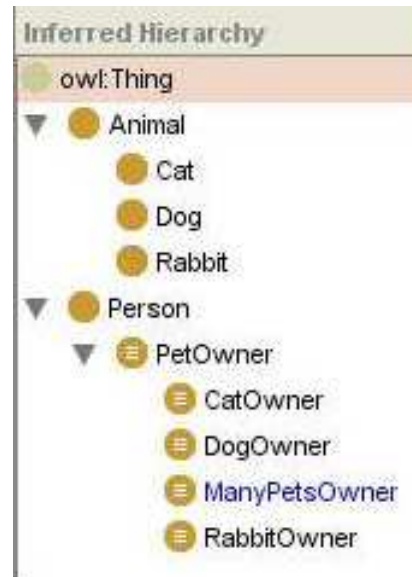 Inferred Hierarchy
owl:Thing
Animal
Cat
Dog
Rabbit
Person
PetOwner
CatOwner
DogOwner
ManyPetsOwner
RabbitOwner